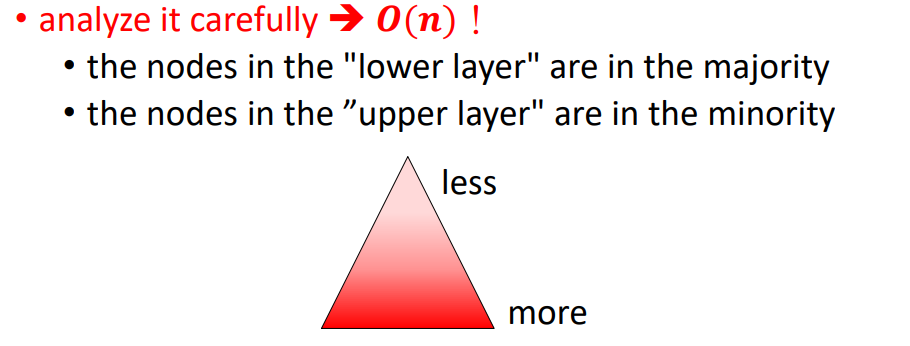 • analyze it carefully ➔ O(n) !
• the nodes in the "lower layer" are in the majority
• the nodes in the ”upper layer" are in the minority
less
more